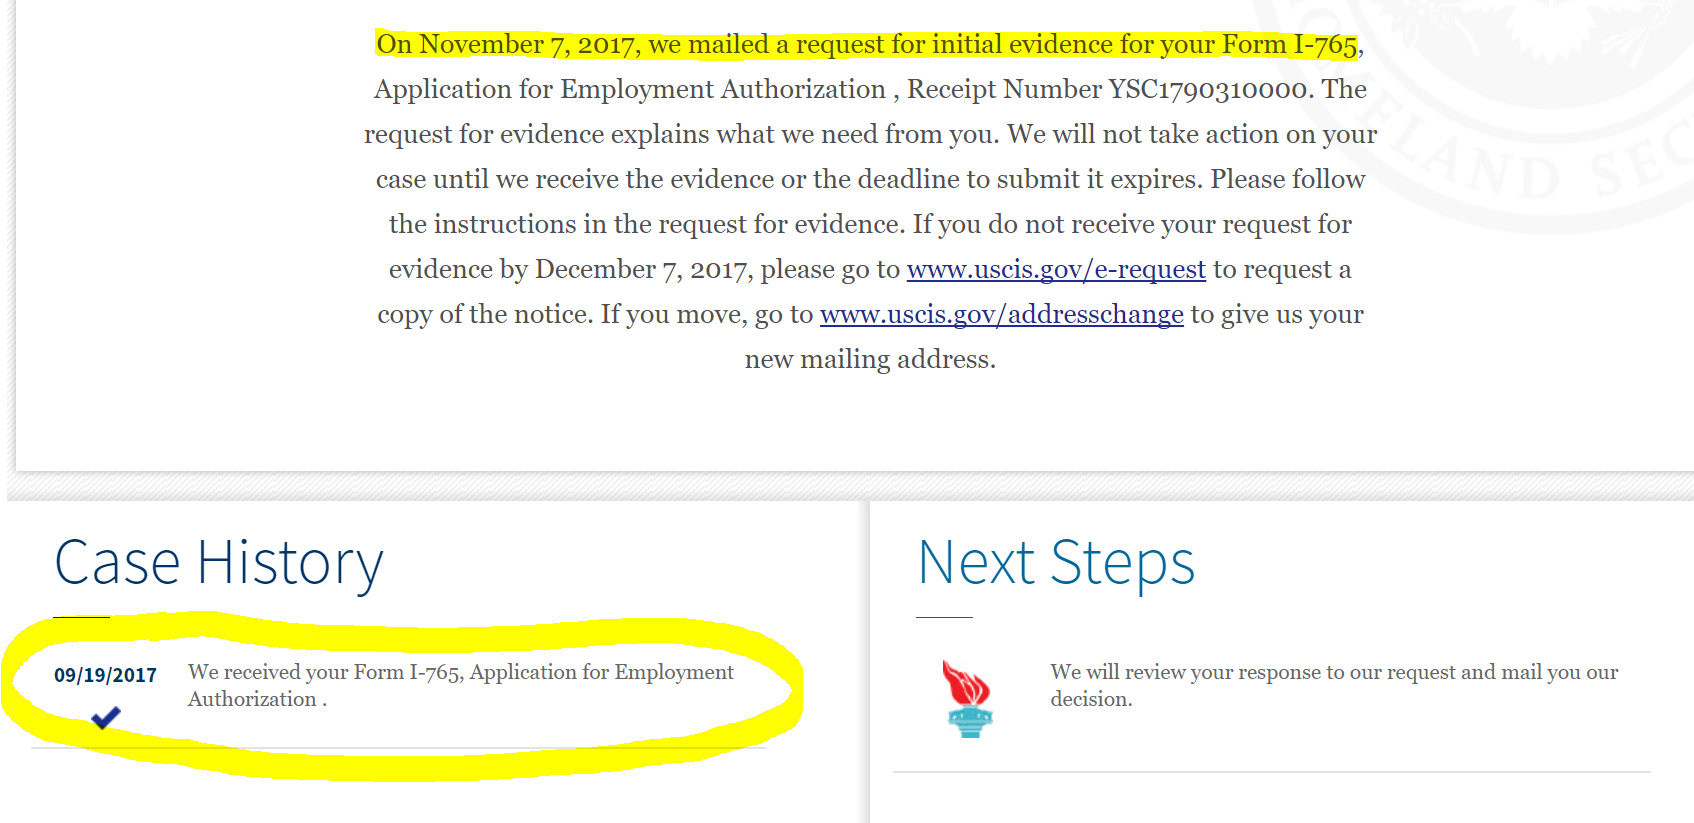 On November 7, 2017, we mailed a request for initial evidence for your Form I-765,
Application for Employment Authorization , Receipt Number YSC1790310000. The
request for evidence explains what we need from you. We will not take action on your
case until we receive the evidence or the deadline to submit it expires. Please follow
the instructions in the request for evidence. If you do not receive your request for
evidence by December 7, 2017, please go to www.uscis.gov/e-request to request a
copy of the notice. If you move, go to www.uscis.gov/addresschange to give us your
new mailing address.
Case History
09/19/2017
We received your Form I-765, Application for Employment
Authorization .
Next Steps
We will review your response to our request and mail you our
decision.